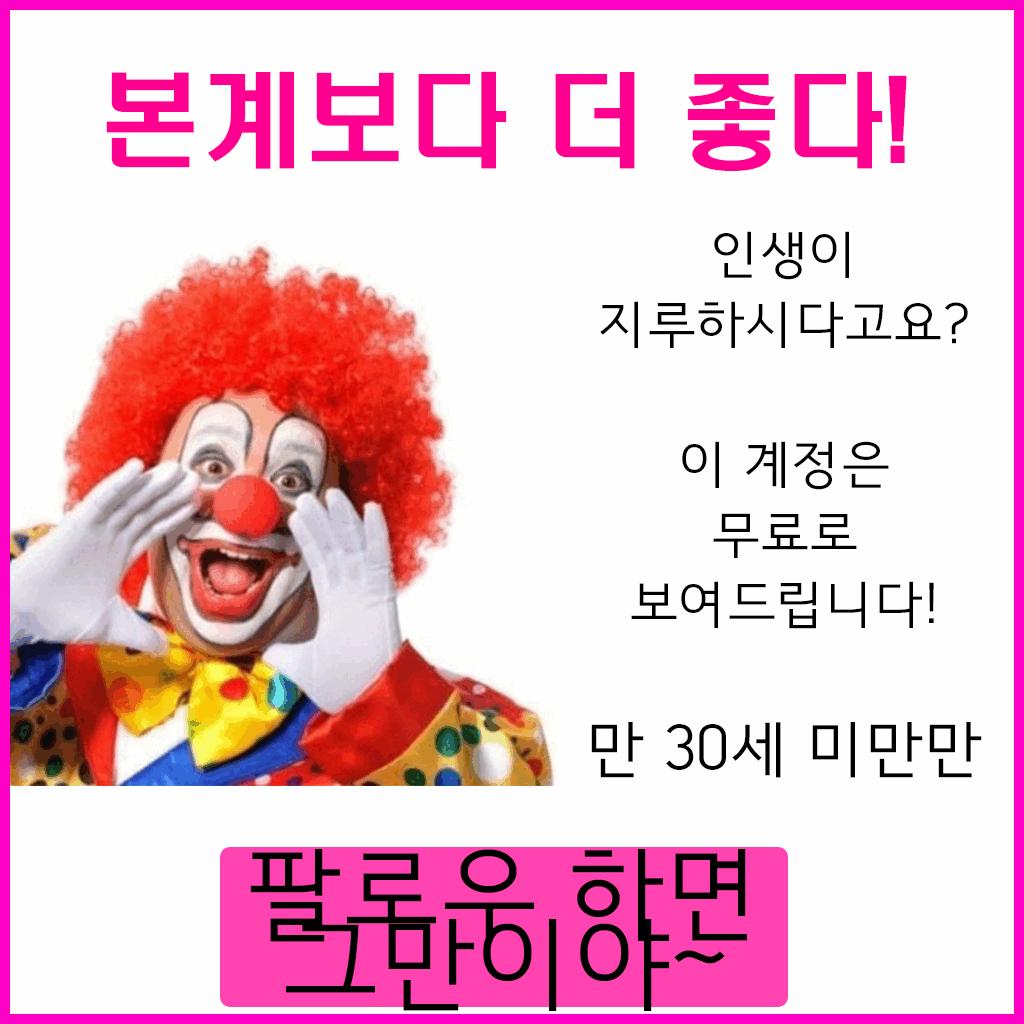 본계보다 더 좋다!
인생이
지루하시다고요?
이 계정은
무료로
보여드립니다!
만 30세 미만만
팔로우 하면
그만이야~